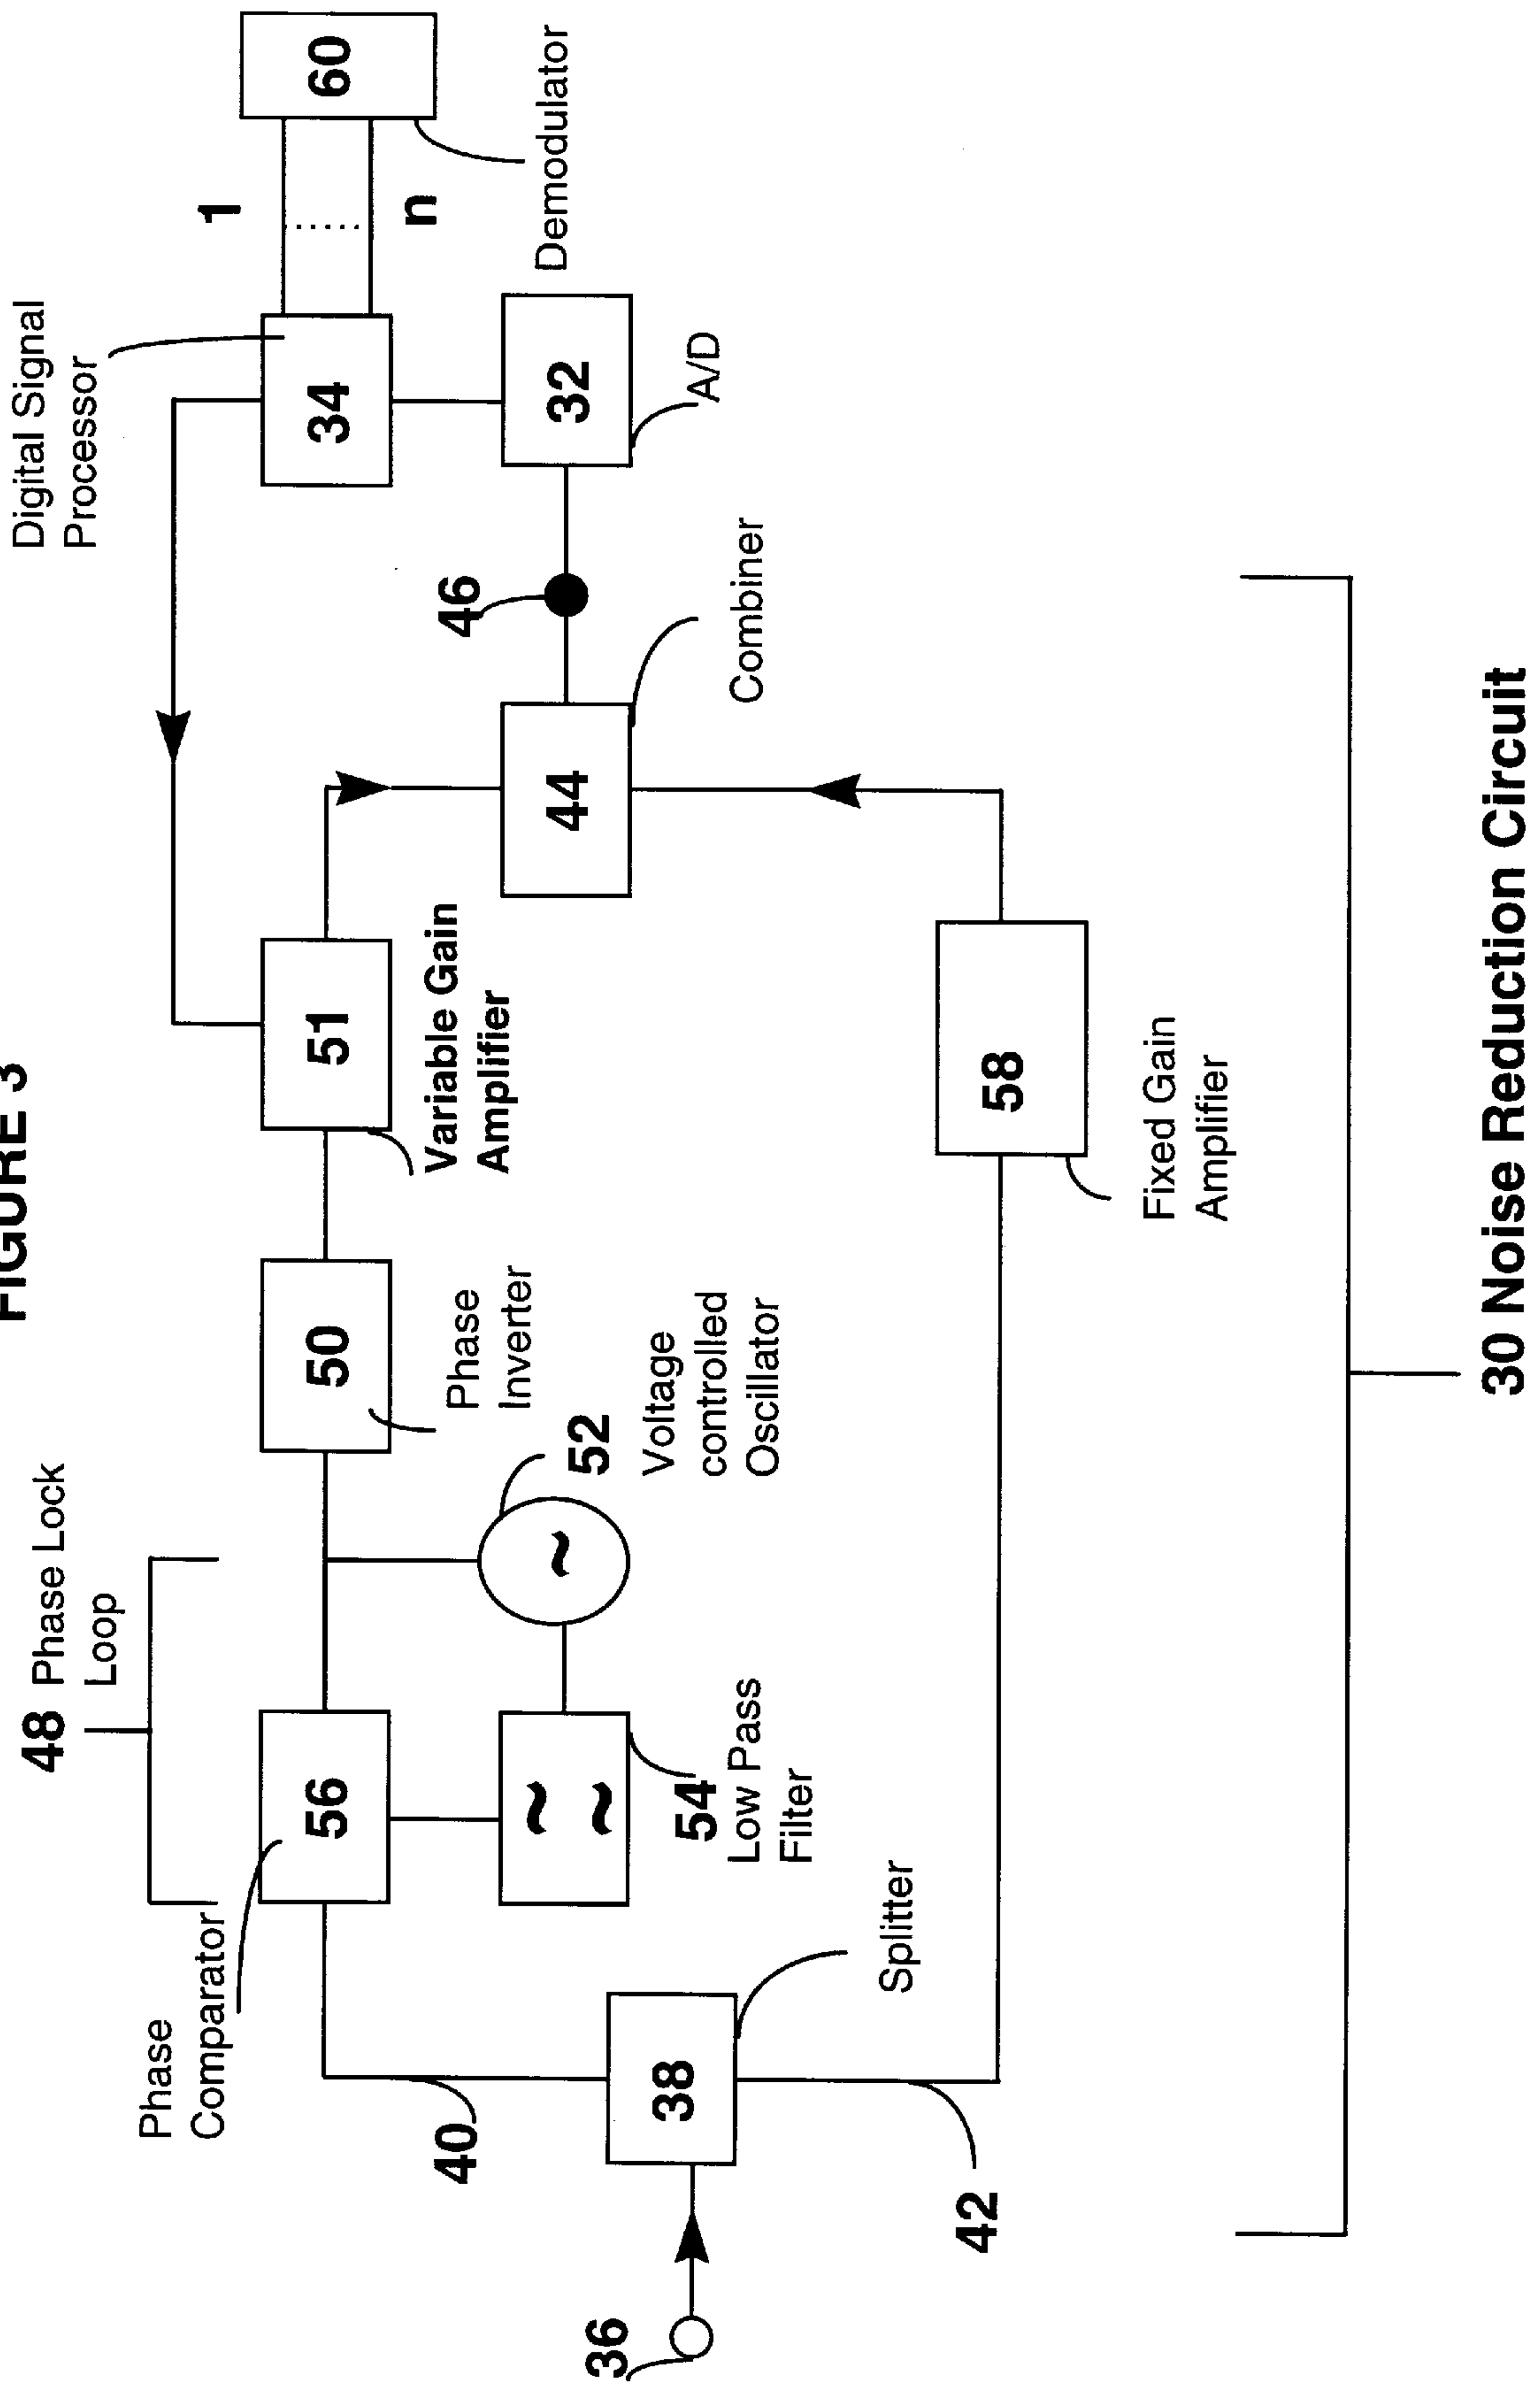 FIGURE 3
48 Phase Lock
Loop
Digital Signal
Processor
Phase
Comparator
1
n
56
50
51
34
60
Phase
Inverter
Variable Gain
Amplifier
40
46
52
Voltage
controlled
Oscillator
44
32
Demodulator
54
Low Pass
Filter
Combiner
A/D
36
38
Splitter
42
58
Fixed Gain
Amplifier
30 Noise Reduction Circuit